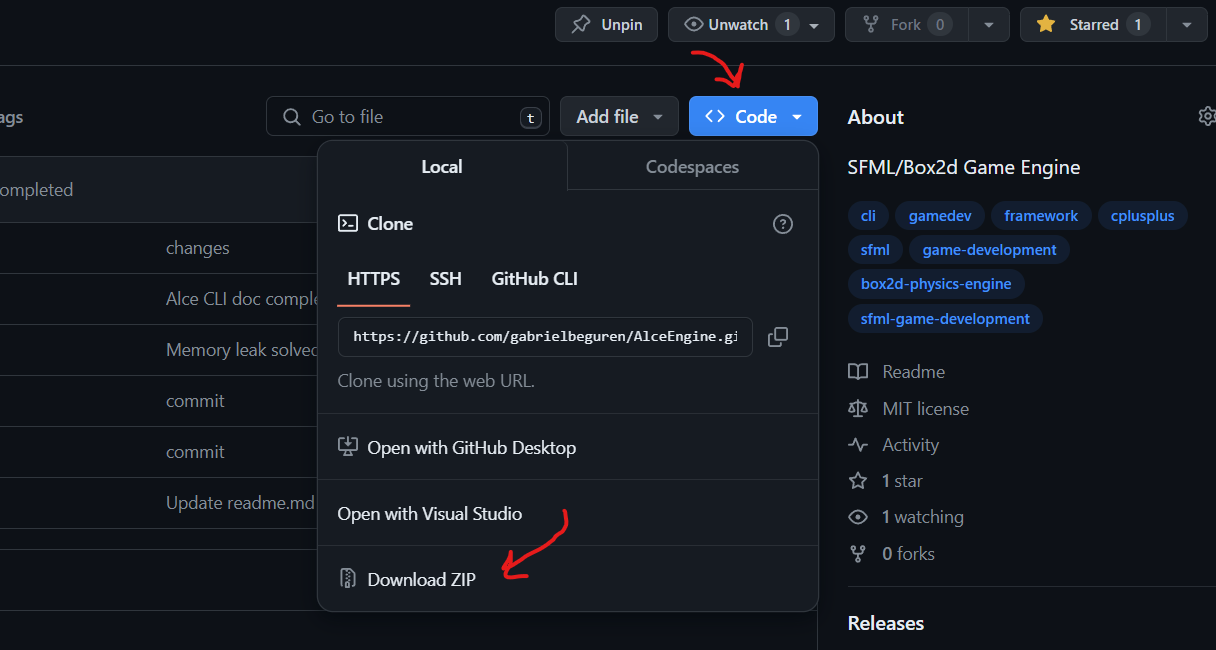 Unpin
Unwatch 1
Fork 0
Starred 1
ags
Go to file t
Add file
<> Code
About
SFML/Box2d Game Engine
cli gamedev framework cplusplus
sfml game-development
box2d-physics-engine
sfml-game-development
Readme
MIT license
Activity
1 star
1 watching
0 forks
Releases
ompleted
changes
Alce CLI doc comple
Memory leak solved
commit
commit
Update readme.md
Local Codespaces
Clone ?
HTTPS SSH GitHub CLI
https://github.com/gabrielbeguren/AlceEngine.gi
Clone using the web URL.
Open with GitHub Desktop
Open with Visual Studio
Download ZIP